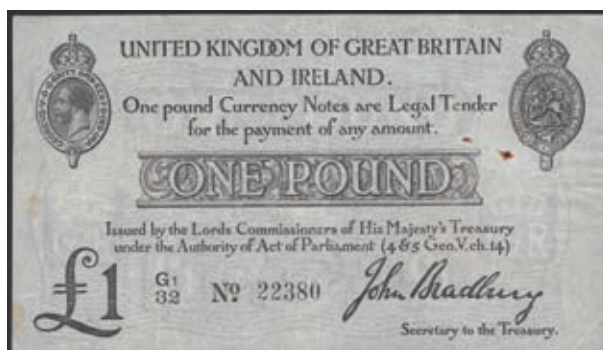 UNITED KINGDOM OF GREAT BRITAIN
AND IRELAND.
One pound Currency Notes are Legal Tender
for the payment of any amount.
ONE POUND
Issued by the Lords Commissioners of His Majesty's Treasury
under the Authority of Act of Parliament (4 & 5 Geo.V. ch.14)
£1 G1/32 No 22380 John Bradbury
Secretary to the Treasury.